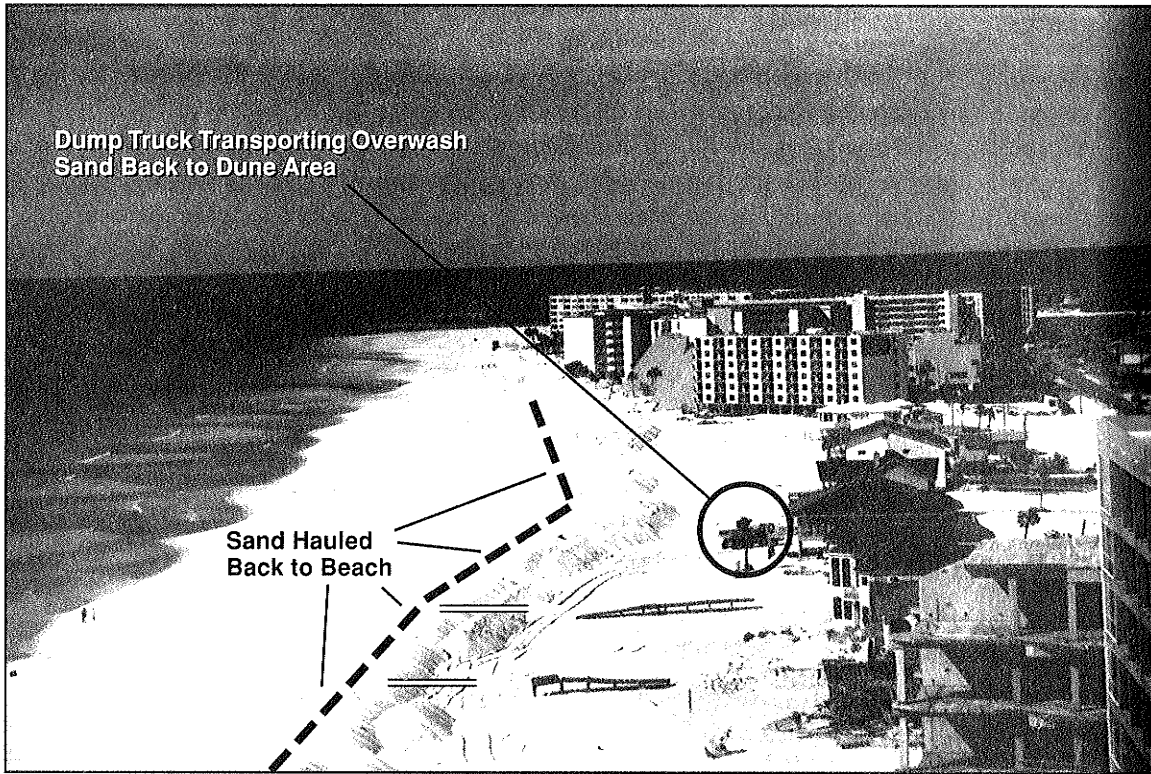 Dump Truck Transporting Overwash
Sand Back to Dune Area
Sand Hauled
Back to Beach